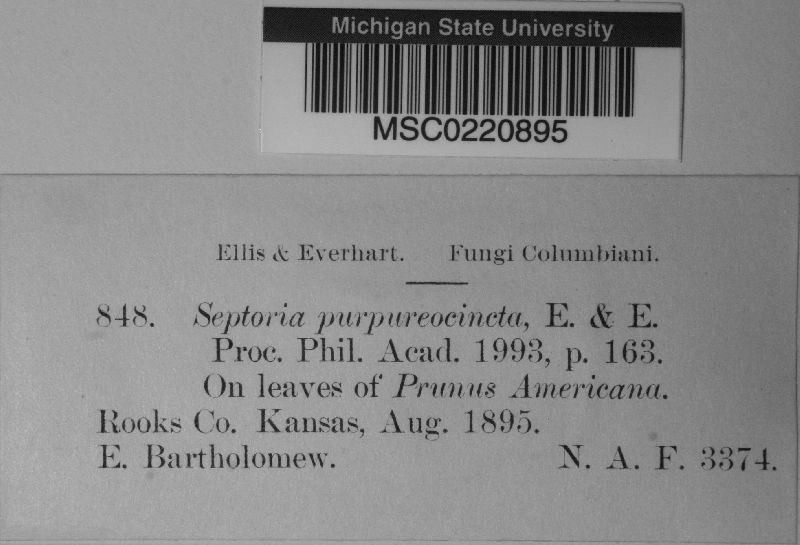 Michigan State University
MSC0220895
Ellis & Everhart. Fungi Columbiani.
848. Septoria purpureocincta, E. & E.
Proc. Phil. Acad. 1993, p. 163.
On leaves of Prunus Americana.
Rooks Co. Kansas, Aug. 1895.
E. Bartholomew. N. A. F. 3374.